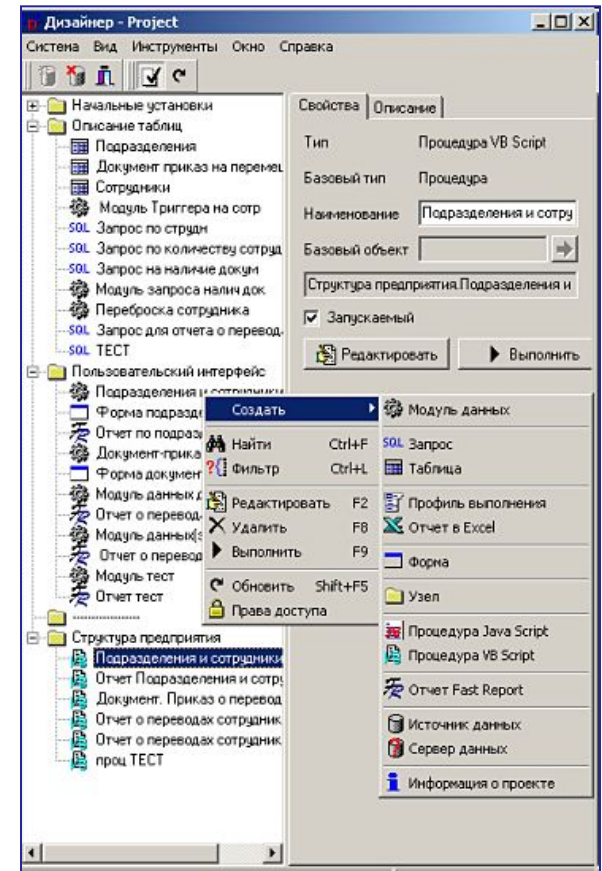 Дизайнер - Project
Система Вид Инструменты Окно Справка
Начальные установки
Описание таблиц
Подразделения
Документ приказ на перемец
Сотрудники
Модуль Триггера на сотр
SQL Запрос по струдн
SQL Запрос по количеству сотруд
SQL Запрос на наличие докум
Модуль запроса налич док
Переброска сотрудника
SQL Запрос для отчета о перевод
SQL ТЕСТ
Пользовательский интерфейс
Подразделения и сотрудники
Форма подразде
Отчет по подраз
Документ-прика
Форма документ
Модуль данных д
Отчет о перевод
Модуль данных(з
Отчет о перевод
Модуль тест
Отчет тест
Структура предприятия
Подразделения и сотрудники
Отчет Подразделения и сотру
Документ. Приказ о перевод
Отчет о переводах сотрудник
Отчет о переводах сотрудник
проц ТЕСТ
Свойства Описание
Тип Процедура VB Script
Базовый тип Процедура
Наименование Подразделения и сотру
Базовый объект
Структура предприятия.Подразделения и
Запускаемый
Редактировать Выполнить
Создать
Найти Ctrl+F
Фильтр Ctrl+L
Редактировать F2
Удалить F8
Выполнить F9
Обновить Shift+F5
Права доступа
Модуль данных
SQL Запрос
Таблица
Профиль выполнения
Отчет в Excel
Форма
Узел
Процедура Java Script
Процедура VB Script
Отчет Fast Report
Источник данных
Сервер данных
Информация о проекте